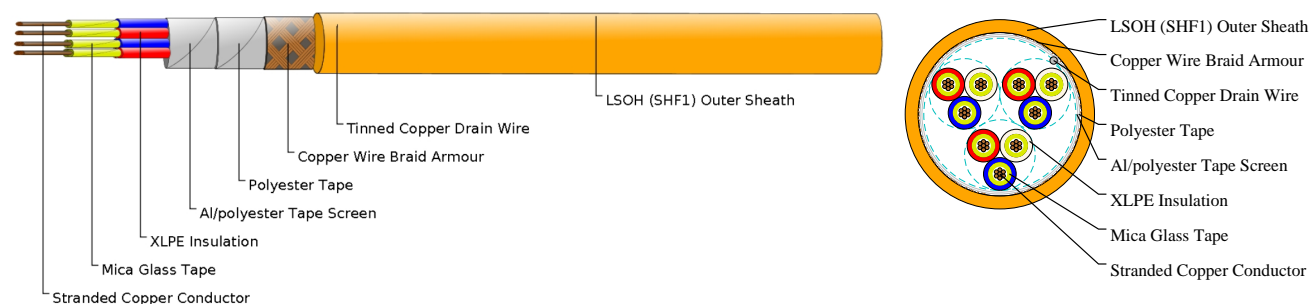 LSOH (SHF1) Outer Sheath
Tinned Copper Drain Wire
Copper Wire Braid Armour
Polyester Tape
Al/polyester Tape Screen
XLPE Insulation
Mica Glass Tape
Stranded Copper Conductor
LSOH (SHF1) Outer Sheath
Copper Wire Braid Armour
Tinned Copper Drain Wire
Polyester Tape
Al/polyester Tape Screen
XLPE Insulation
Mica Glass Tape
Stranded Copper Conductor